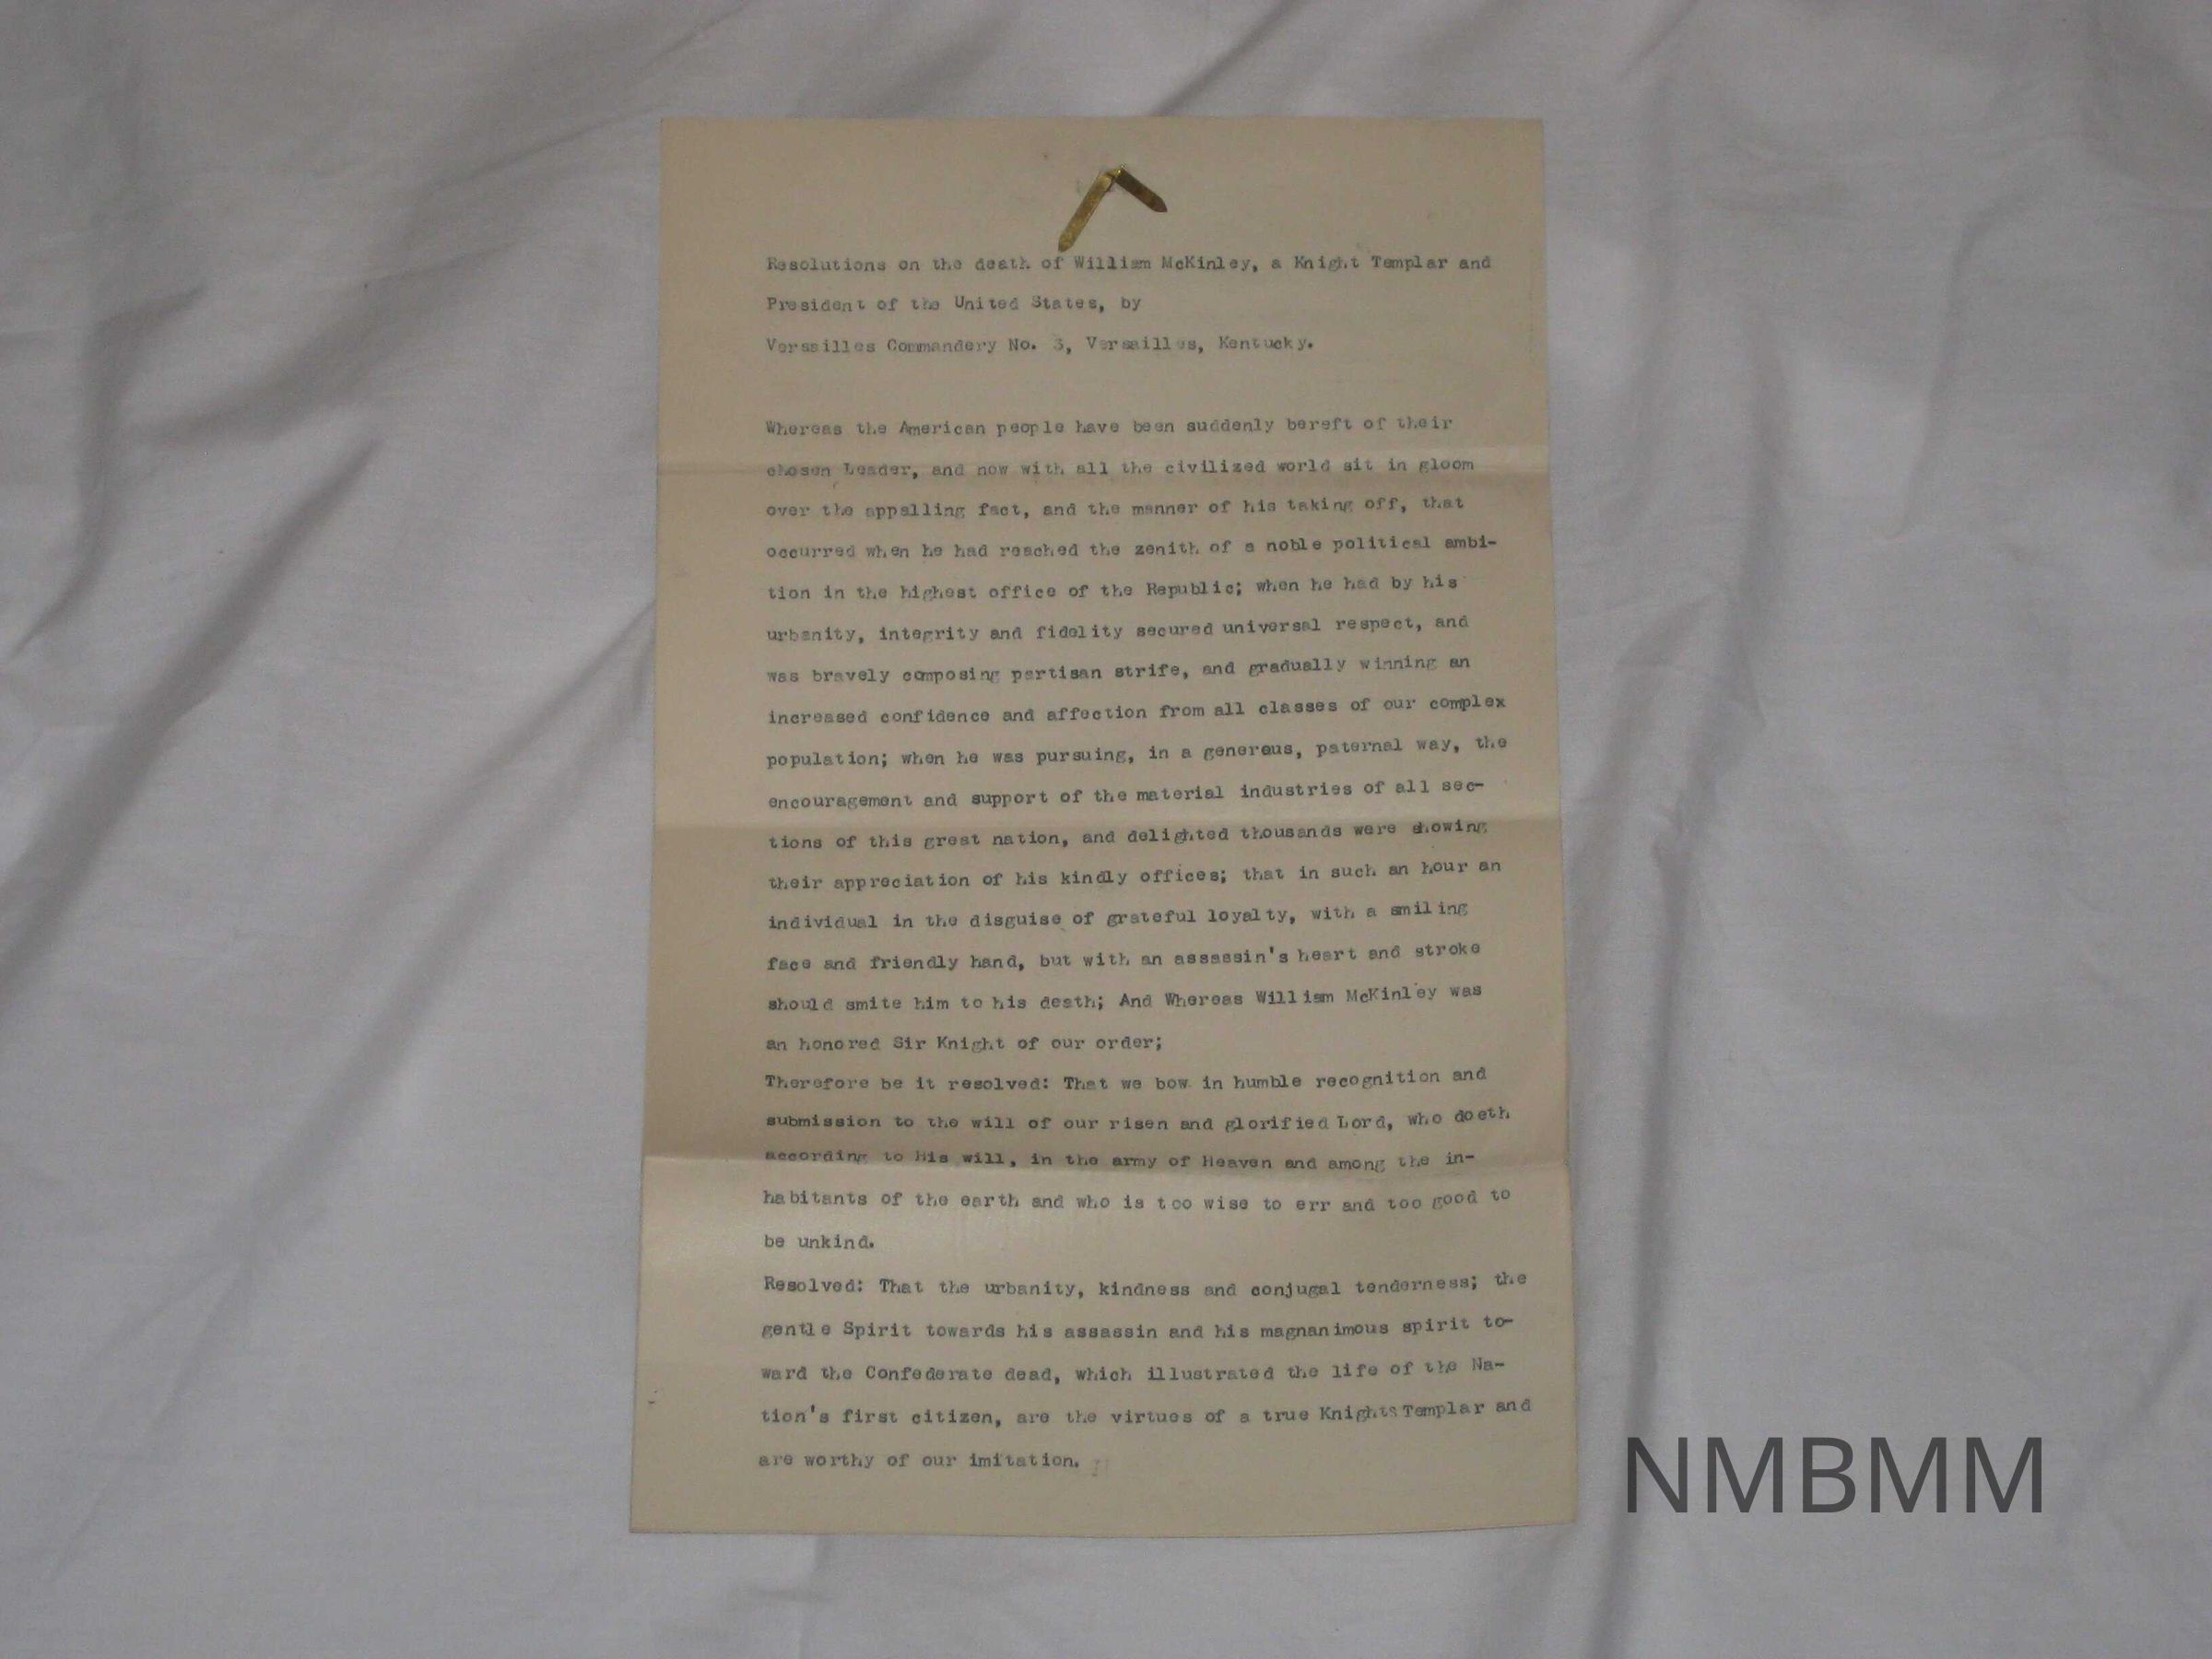 Resolutions on the death of William McKinley, a Knight Templar and
President of the United States, by
Versailles Commandery No. 3, Versailles, Kentucky.
Whereas the American people have been suddenly bereft of their
chosen Leader, and now with all the civilized world sit in gloom
over the appalling fact, and the manner of his taking off, that
occurred when he had reached the zenith of a noble political ambi-
tion in the highest office of the Republic; when he had by his
urbanity, integrity and fidelity secured universal respect, and
was bravely composing partisan strife, and gradually winning an
increased confidence and affection from all classes of our complex
population; when he was pursuing, in a generous, paternal way, the
encouragement and support of the material industries of all sec-
tions of this great nation, and delighted thousands were showing
their appreciation of his kindly offices; that in such an hour an
individual in the disguise of grateful loyalty, with a smiling
face and friendly hand, but with an assassin's heart and stroke
should smite him to his death; And Whereas William McKinley was
an honored Sir Knight of our order;
Therefore be it resolved: That we bow in humble recognition and
submission to the will of our risen and glorified Lord, who doeth
according to His will, in the army of Heaven and among the in-
habitants of the earth and who is too wise to err and too good to
be unkind.
Resolved: That the urbanity, kindness and conjugal tenderness; the
gentle Spirit towards his assassin and his magnanimous spirit to-
ward the Confederate dead, which illustrated the life of the Na-
tion's first citizen, are the virtues of a true Knights Templar and
are worthy of our imitation.
NMBMM